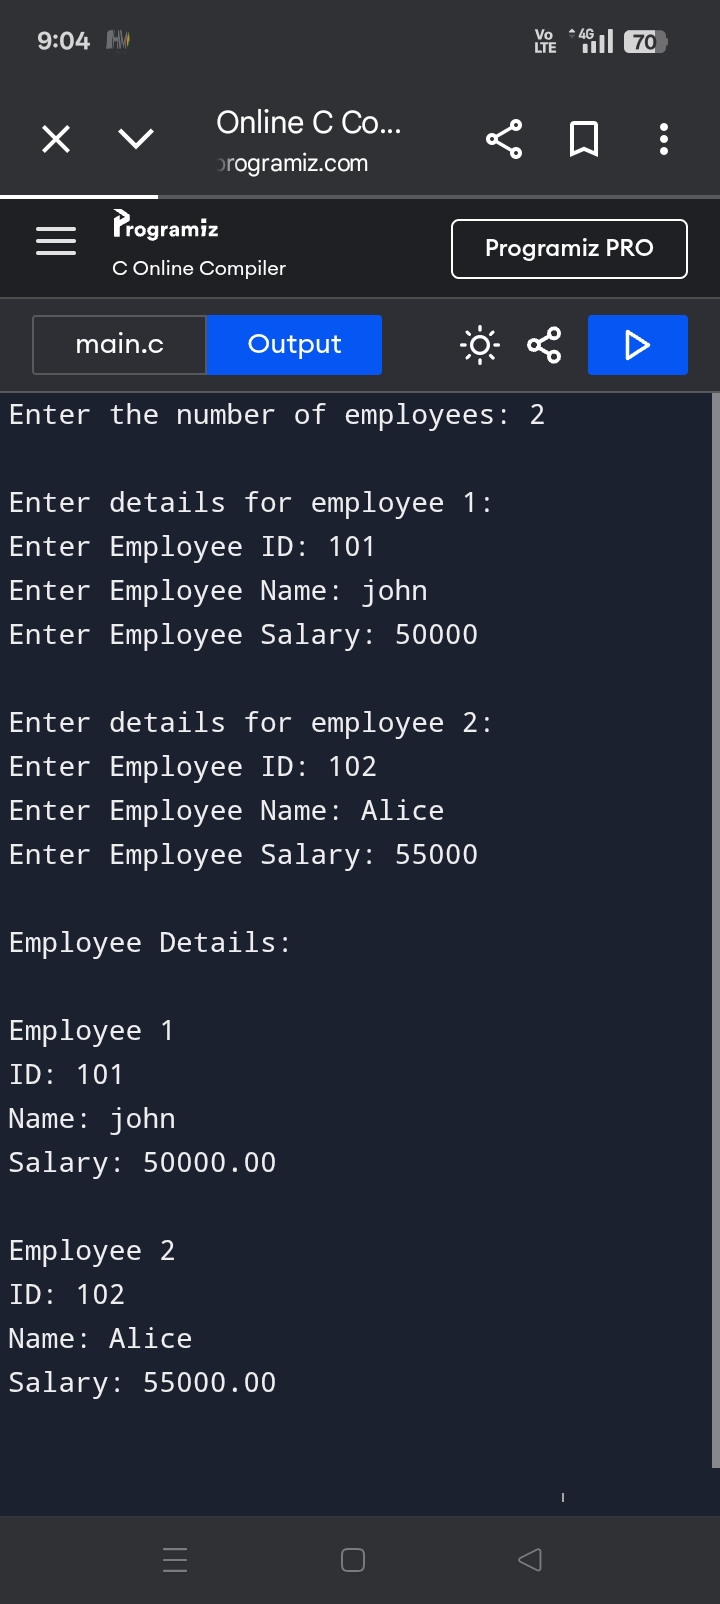 9:04
Vo
LTE
4G
70
Online C Co...
programiz.com
Programiz
C Online Compiler
Programiz PRO
main.c
Output
Enter the number of employees: 2
Enter details for employee 1:
Enter Employee ID: 101
Enter Employee Name: john
Enter Employee Salary: 50000
Enter details for employee 2:
Enter Employee ID: 102
Enter Employee Name: Alice
Enter Employee Salary: 55000
Employee Details:
Employee 1
ID: 101
Name: john
Salary: 50000.00
Employee 2
ID: 102
Name: Alice
Salary: 55000.00